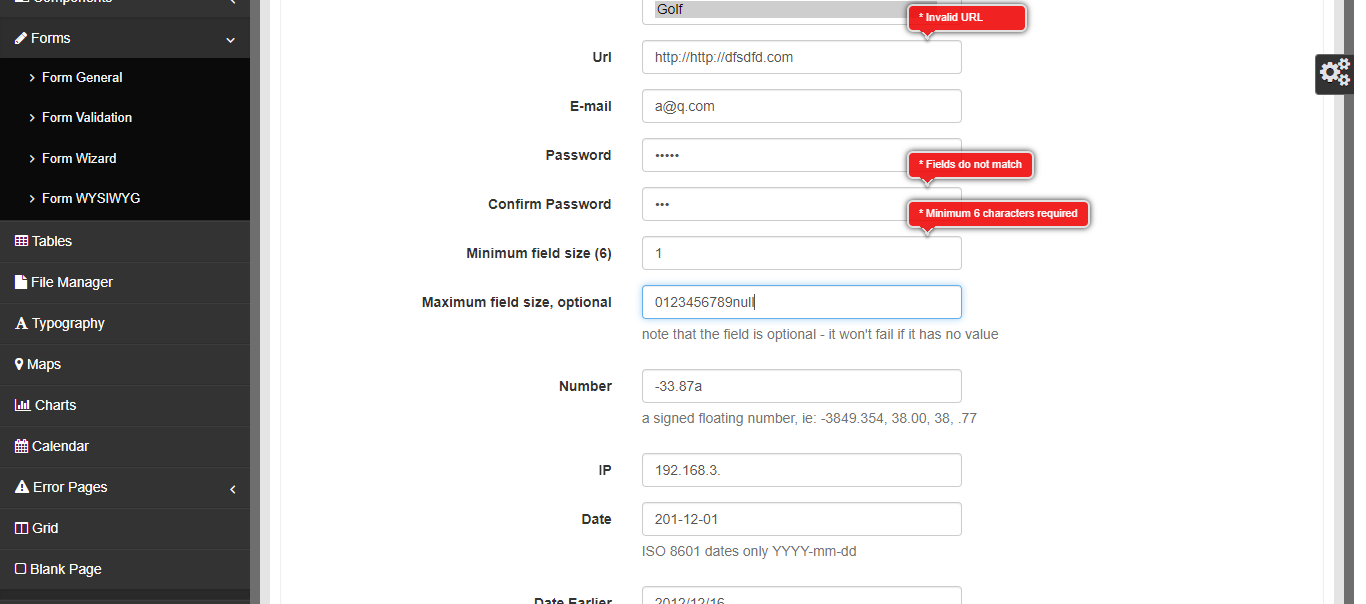 Components
Forms
Form General
Form Validation
Form Wizard
Form WYSIWYG
Tables
File Manager
Typography
Maps
Charts
Calendar
Error Pages
Grid
Blank Page
Golf
* Invalid URL
Url
http://http://dfsdfd.com
E-mail
a@q.com
Password
•••••
* Fields do not match
Confirm Password
•••
* Minimum 6 characters required
Minimum field size (6)
1
Maximum field size, optional
0123456789null
note that the field is optional - it won't fail if it has no value
Number
-33.87a
a signed floating number, ie: -3849.354, 38.00, 38, .77
IP
192.168.3.
Date
201-12-01
ISO 8601 dates only YYYY-mm-dd
Date Earlier
2012/12/16